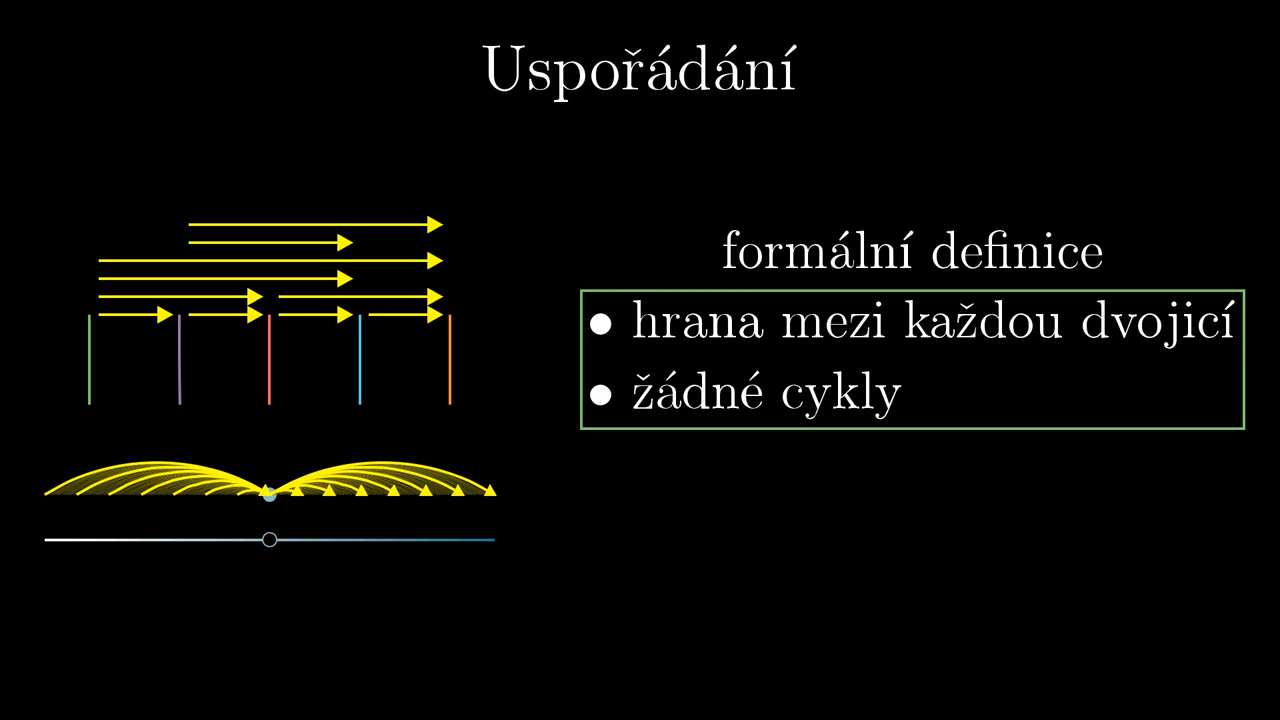 Uspořádání
formální definice
• hrana mezi každou dvojicí
• žádné cykly